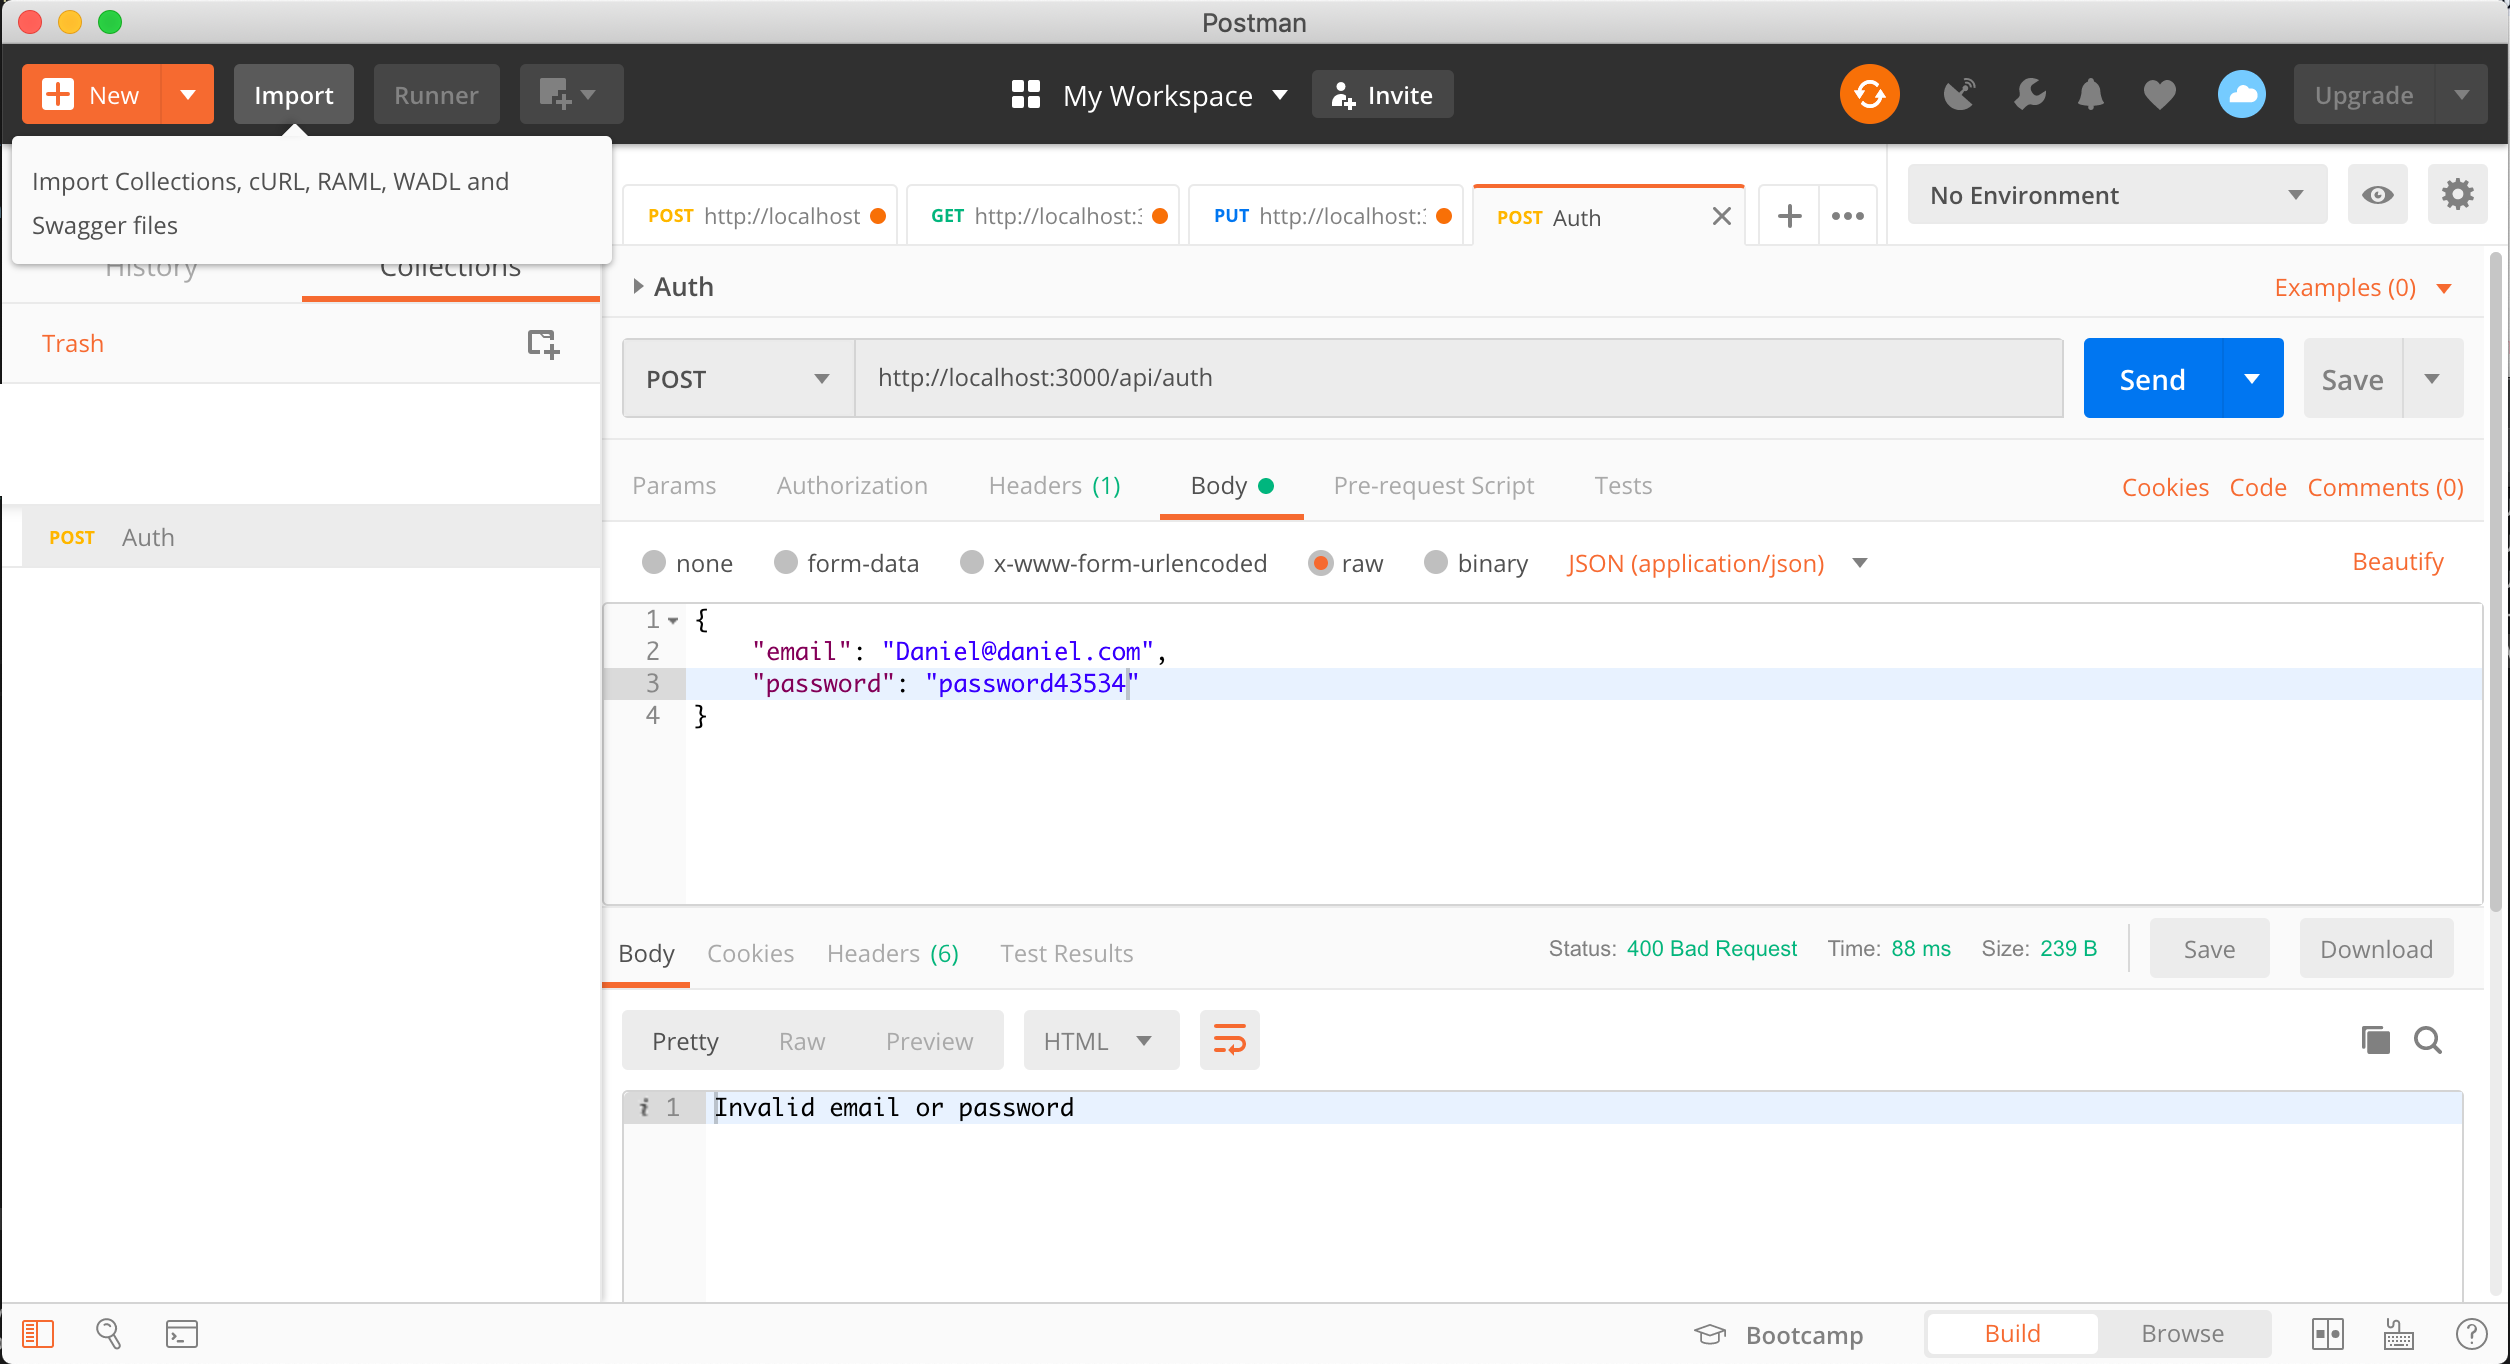 Postman
New
Import
Runner
My Workspace
Invite
Upgrade
Import Collections, cURL, RAML, WADL and
Swagger files
History
Collections
Trash
POST Auth
POST http://localhost
GET http://localhost:3
PUT http://localhost:
POST Auth
No Environment
Auth
Examples (0)
POST
http://localhost:3000/api/auth
Send
Save
Params
Authorization
Headers (1)
Body
Pre-request Script
Tests
Cookies
Code
Comments (0)
none
form-data
x-www-form-urlencoded
raw
binary
JSON (application/json)
Beautify
1 {
2 "email": "Daniel@daniel.com",
3 "password": "password43534"
4 }
Body
Cookies
Headers (6)
Test Results
Status: 400 Bad Request
Time: 88 ms
Size: 239 B
Save
Download
Pretty
Raw
Preview
HTML
i 1 Invalid email or password
Bootcamp
Build
Browse